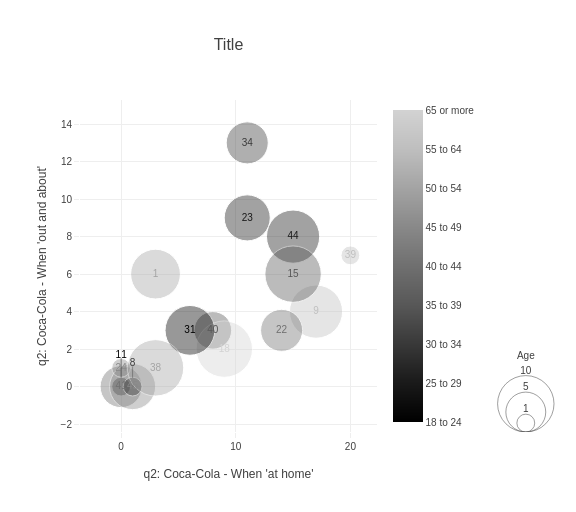 Title
q2: Coca-Cola - When 'out and about'
14
12
10
8
6
4
2
0
−2
0
10
20
q2: Coca-Cola - When 'at home'
34
23
44
15
39
1
9
31
40
22
18
38
11
8
65 or more
55 to 64
50 to 54
45 to 49
40 to 44
35 to 39
30 to 34
25 to 29
18 to 24
Age
10
5
1